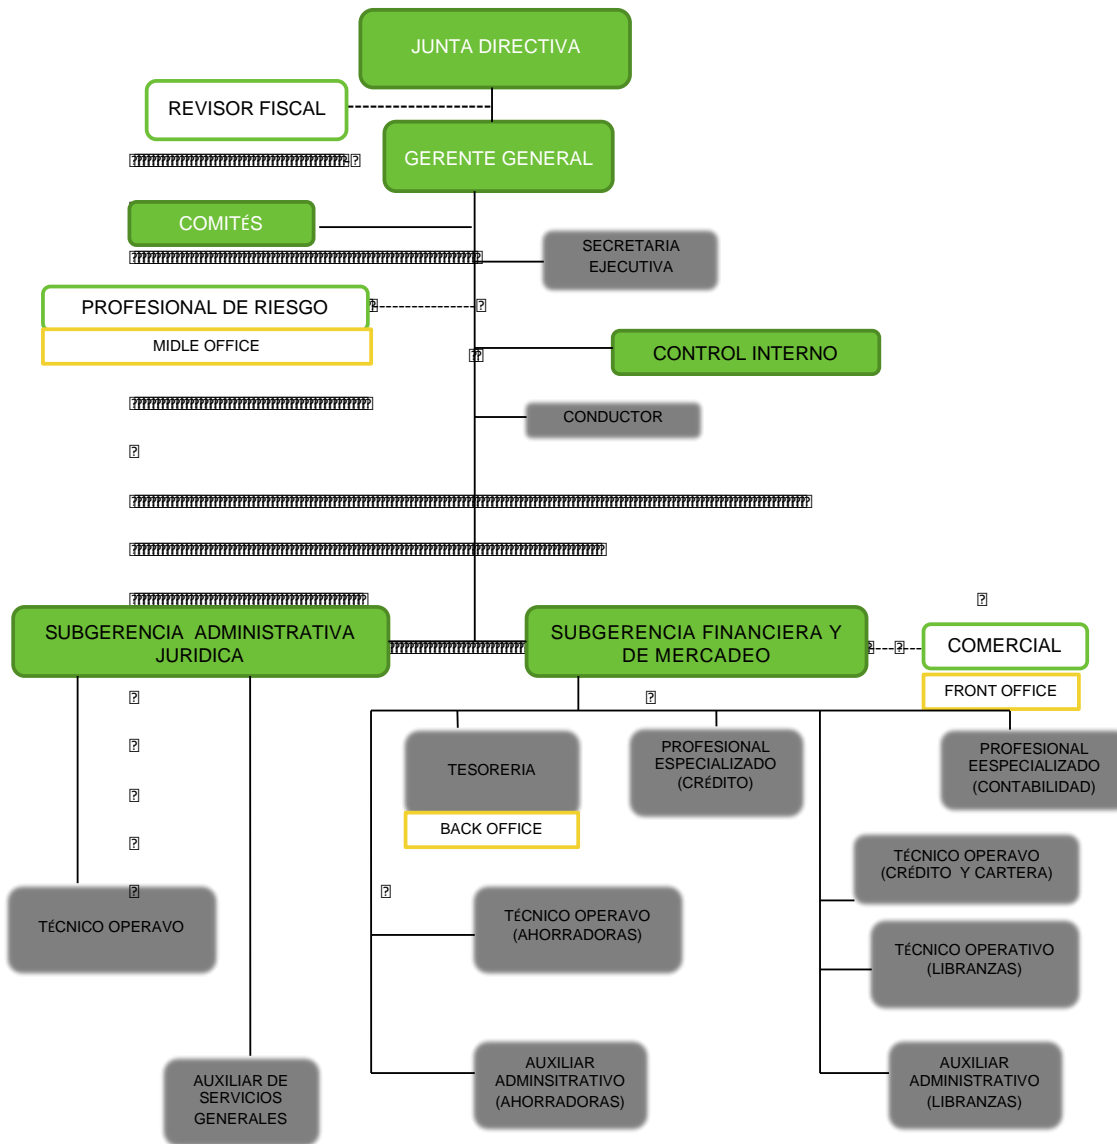 JUNTA DIRECTIVA
REVISOR FISCAL
GERENTE GENERAL
COMITÉS
SECRETARIA
EJECUTIVA
PROFESIONAL DE RIESGO
MIDLE OFFICE
CONTROL INTERNO
CONDUCTOR
SUBGERENCIA ADMINISTRATIVA
JURIDICA
SUBGERENCIA FINANCIERA Y
DE MERCADEO
COMERCIAL
FRONT OFFICE
TESORERIA
BACK OFFICE
PROFESIONAL
ESPECIALIZADO
(CRÉDITO)
PROFESIONAL
EESPECIALIZADO
(CONTABILIDAD)
TÉCNICO OPERAVO
(CRÉDITO Y CARTERA)
TÉCNICO OPERAVO
TÉCNICO OPERAVO
(AHORRADORAS)
TÉCNICO OPERATIVO
(LIBRANZAS)
AUXILIAR DE
SERVICIOS
GENERALES
AUXILIAR
ADMINSITRATIVO
(AHORRADORAS)
AUXILIAR
ADMINISTRATIVO
(LIBRANZAS)